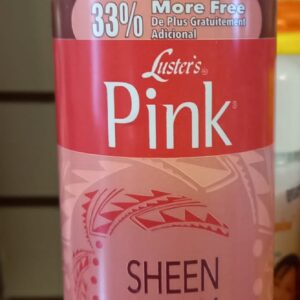 33% More Free
De Plus Gratuitement
Adicional
Luster's®
Pink®
SHEEN